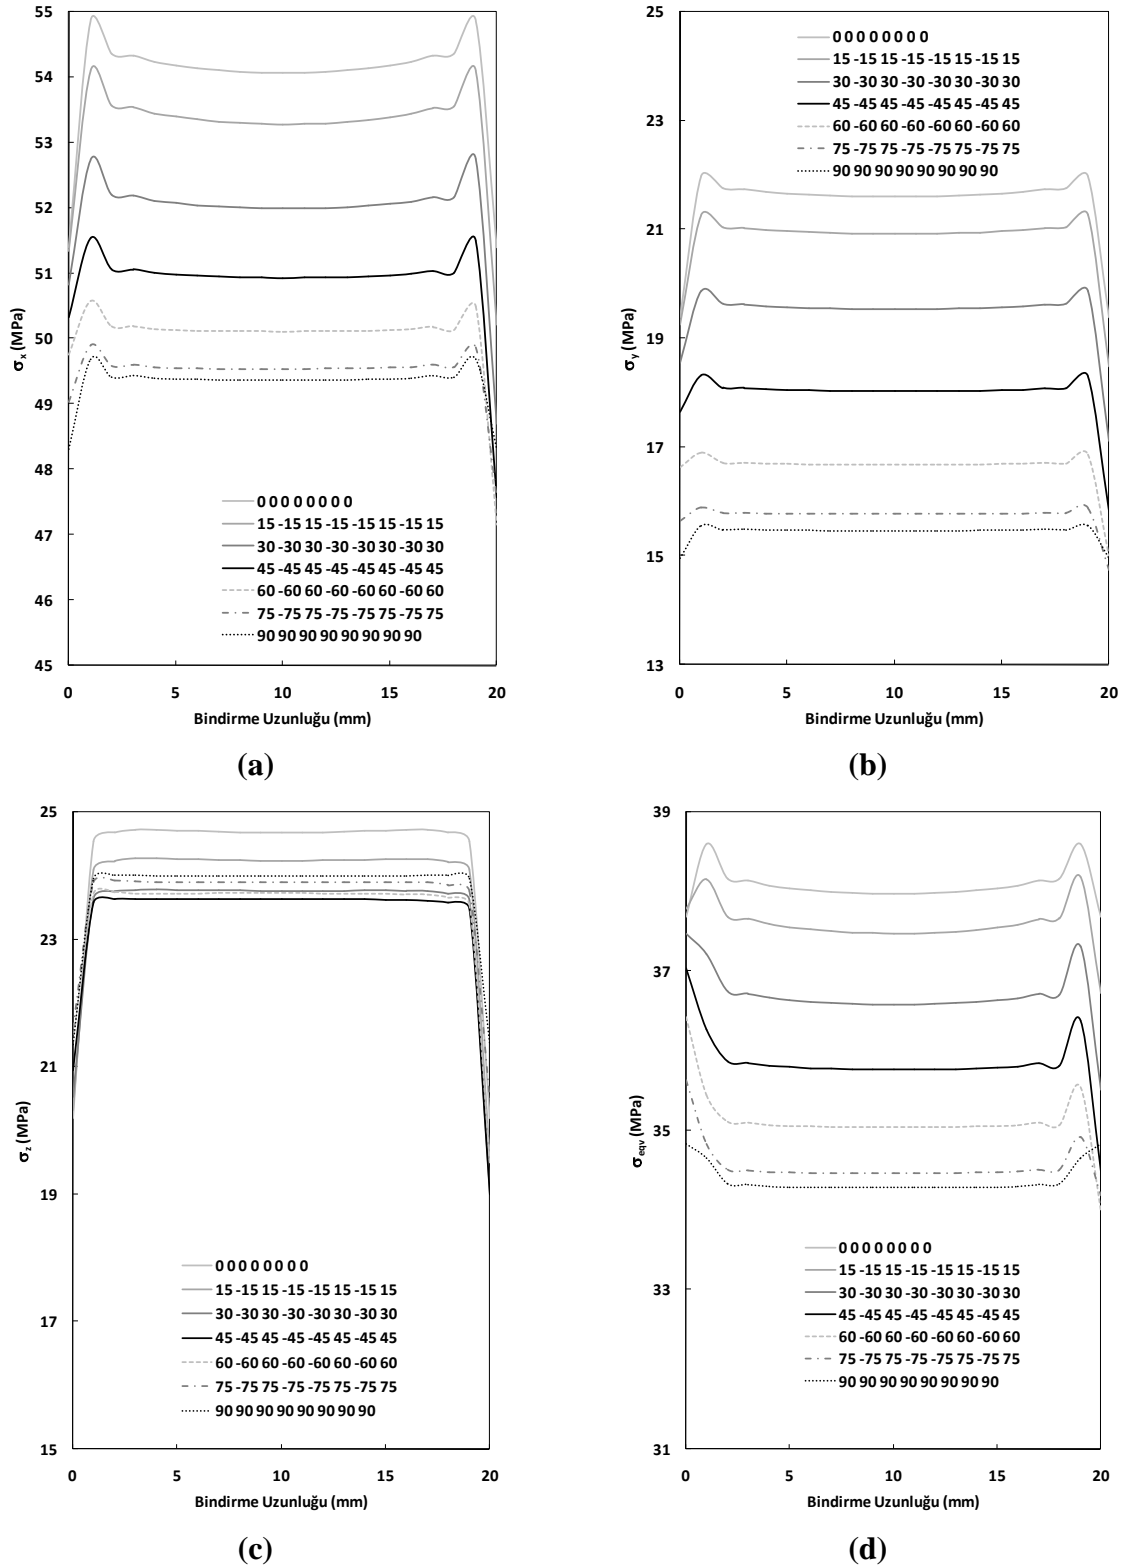 55
54
53
52
51
50
49
48
47
46
45
σx (MPa)
0 0 0 0 0 0 0 0
15 -15 15 -15 -15 15 -15 15
30 -30 30 -30 -30 30 -30 30
45 -45 45 -45 -45 45 -45 45
60 -60 60 -60 -60 60 -60 60
75 -75 75 -75 -75 75 -75 75
90 90 90 90 90 90 90 90
0 5 10 15 20
Bindirme Uzunluğu (mm)
(a)
25
23
21
19
17
15
13
σy (MPa)
0 0 0 0 0 0 0 0
15 -15 15 -15 -15 15 -15 15
30 -30 30 -30 -30 30 -30 30
45 -45 45 -45 -45 45 -45 45
60 -60 60 -60 -60 60 -60 60
75 -75 75 -75 -75 75 -75 75
90 90 90 90 90 90 90 90
0 5 10 15 20
Bindirme Uzunluğu (mm)
(b)
25
23
21
19
17
15
σz (MPa)
0 0 0 0 0 0 0 0
15 -15 15 -15 -15 15 -15 15
30 -30 30 -30 -30 30 -30 30
45 -45 45 -45 -45 45 -45 45
60 -60 60 -60 -60 60 -60 60
75 -75 75 -75 -75 75 -75 75
90 90 90 90 90 90 90 90
0 5 10 15 20
Bindirme Uzunluğu (mm)
(c)
39
37
35
33
31
σeqv (MPa)
0 0 0 0 0 0 0 0
15 -15 15 -15 -15 15 -15 15
30 -30 30 -30 -30 30 -30 30
45 -45 45 -45 -45 45 -45 45
60 -60 60 -60 -60 60 -60 60
75 -75 75 -75 -75 75 -75 75
90 90 90 90 90 90 90 90
0 5 10 15 20
Bindirme Uzunluğu (mm)
(d)